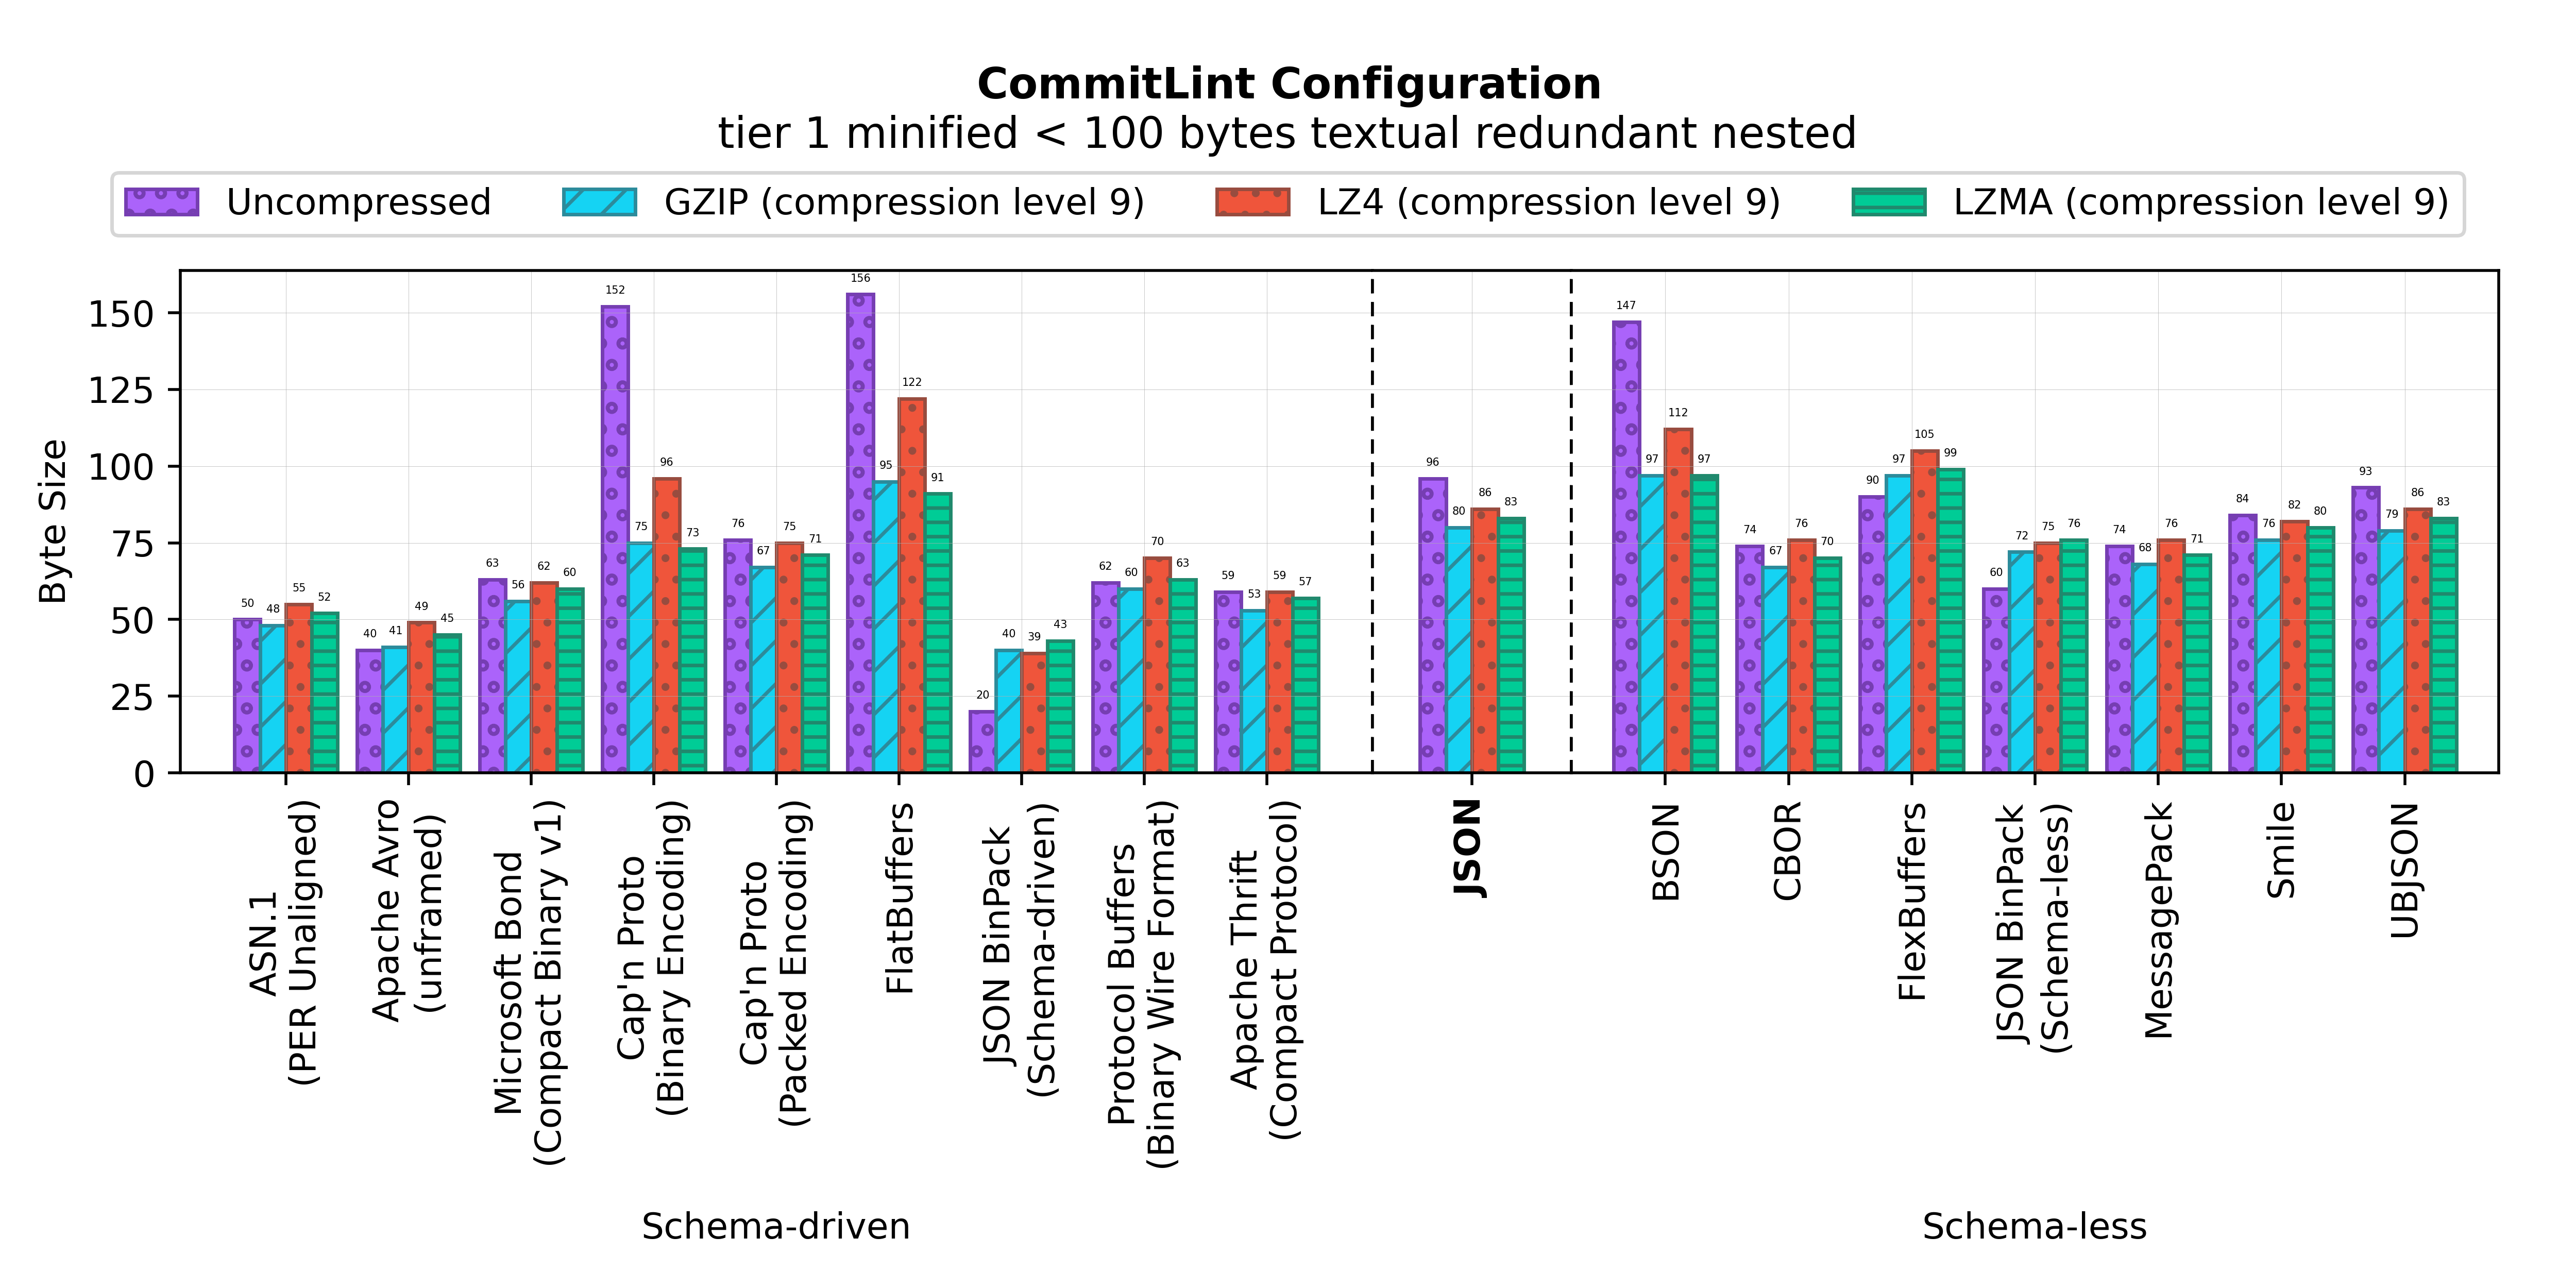 CommitLint Configuration
tier 1 minified < 100 bytes textual redundant nested
Uncompressed
GZIP (compression level 9)
LZ4 (compression level 9)
LZMA (compression level 9)
Byte Size
150
125
100
75
50
25
0
50 48 55 52
40 41 49 45
63 56 62 60
152 75 96 73
76 67 75 71
156 95 122 91
20 40 39 43
62 60 70 63
59 53 59 57
96 80 86 83
147 97 112 97
74 67 76 70
90 97 105 99
60 72 75 76
74 68 76 71
84 76 82 80
93 79 86 83
ASN.1
(PER Unaligned)
Apache Avro
(unframed)
Microsoft Bond
(Compact Binary v1)
Cap'n Proto
(Binary Encoding)
Cap'n Proto
(Packed Encoding)
FlatBuffers
JSON BinPack
(Schema-driven)
Protocol Buffers
(Binary Wire Format)
Apache Thrift
(Compact Protocol)
JSON
BSON
CBOR
FlexBuffers
JSON BinPack
(Schema-less)
MessagePack
Smile
UBJSON
Schema-driven
Schema-less